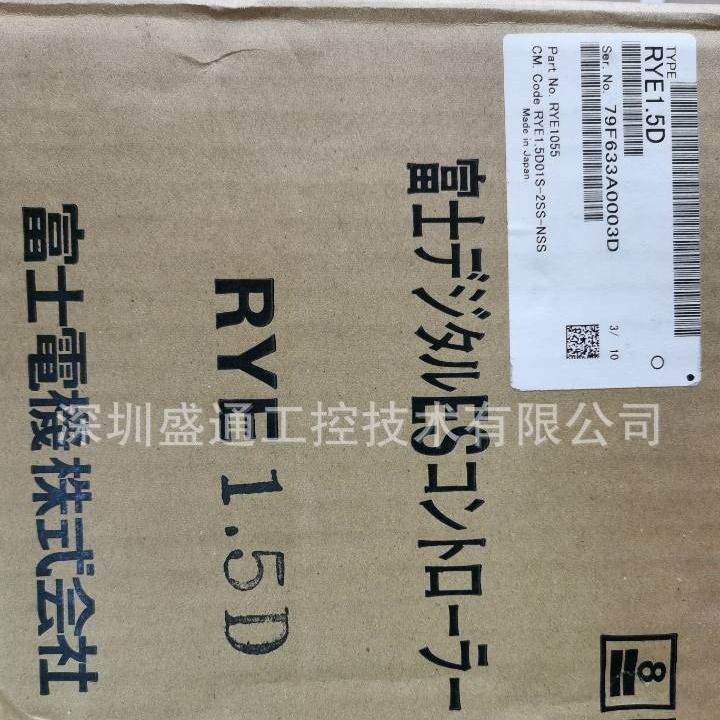 TYPE
RYE1.5D
Ser. No. 79F633A0003D
Part No. RYE1055
CM. Code RYE1.5D01S-2SS-NSS
Made in Japan
3/ 10
富士デジタルESコントローラー
RYE 1.5D
富士電機株式会社
8
深圳盛通工控技术有限公司